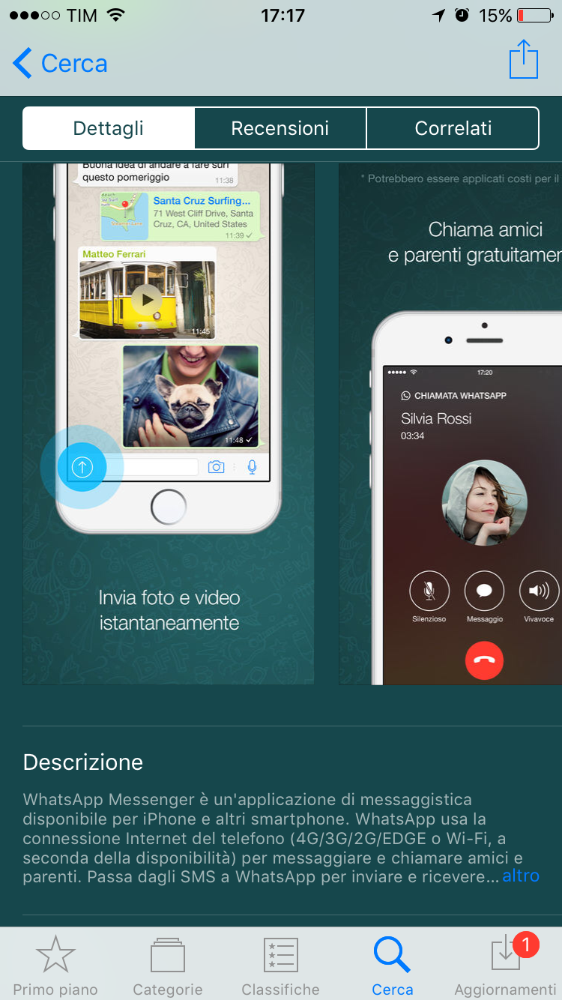 TIM 17:17 15%
Cerca
Dettagli Recensioni Correlati
Buona idea di andare a fare surf
questo pomeriggio 11:38
Santa Cruz Surfing...
71 West Cliff Drive, Santa
Cruz, CA, United States
11:39
Matteo Ferrari
11:45
11:48
Invia foto e video
istantaneamente
* Potrebbero essere applicati costi per il
Chiama amici
e parenti gratuitamen
17:20
CHIAMATA WHATSAPP
Silvia Rossi
03:34
Silenzioso Messaggio Vivavoce
Descrizione
WhatsApp Messenger è un'applicazione di messaggistica
disponibile per iPhone e altri smartphone. WhatsApp usa la
connessione Internet del telefono (4G/3G/2G/EDGE o Wi-Fi, a
seconda della disponibilità) per messaggiare e chiamare amici e
parenti. Passa dagli SMS a WhatsApp per inviare e ricevere... altro
1
Primo piano Categorie Classifiche Cerca Aggiornamenti